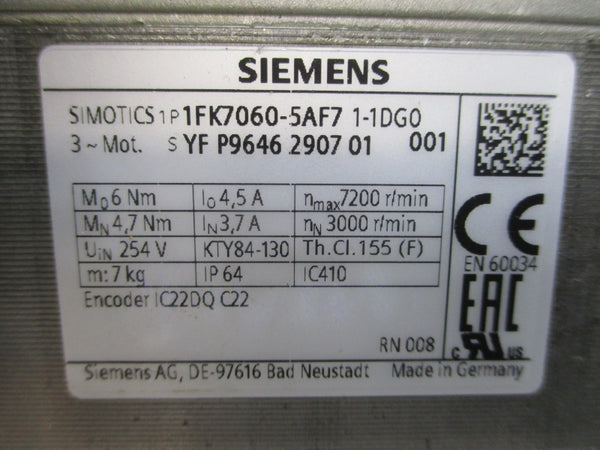 SIEMENS
SIMOTICS 1P 1FK7060-5AF7 1-1DG0
3 ~ Mot. S YF P9646 2907 01 001
M0 6 Nm I0 4,5 A nmax 7200 r/min
MN 4,7 Nm IN 3,7 A nN 3000 r/min
UiN 254 V KTY84-130 Th.Cl.155 (F)
m: 7 kg IP 64 IC410
Encoder IC22DQ C22
CE
EN 60034
EAC
RN 008
c RU US
Siemens AG, DE-97616 Bad Neustadt Made in Germany